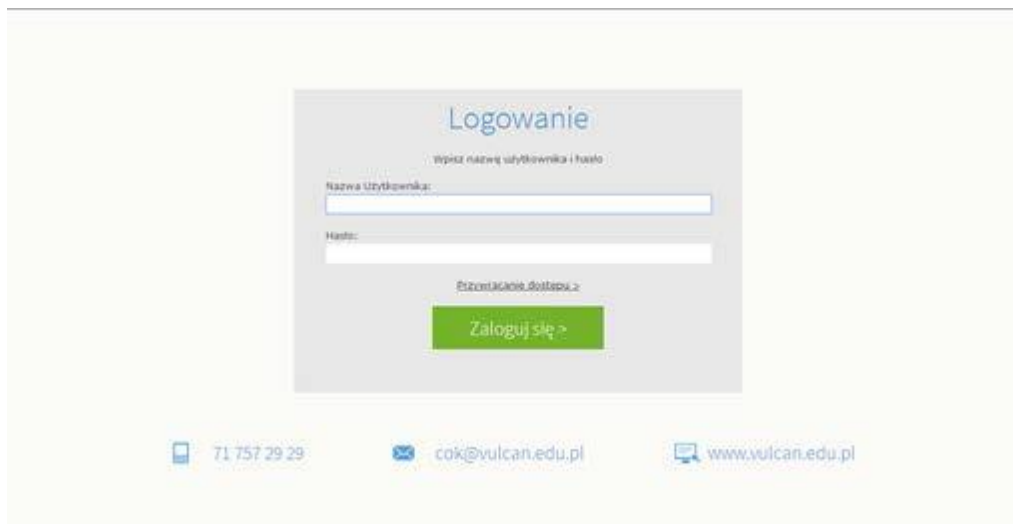 Logowanie
Wpisz nazwę użytkownika i hasło
Nazwa Użytkownika:
Hasło:
Przywracanie dostępu >
Zaloguj się >
71 757 29 29
cok@vulcan.edu.pl
www.vulcan.edu.pl